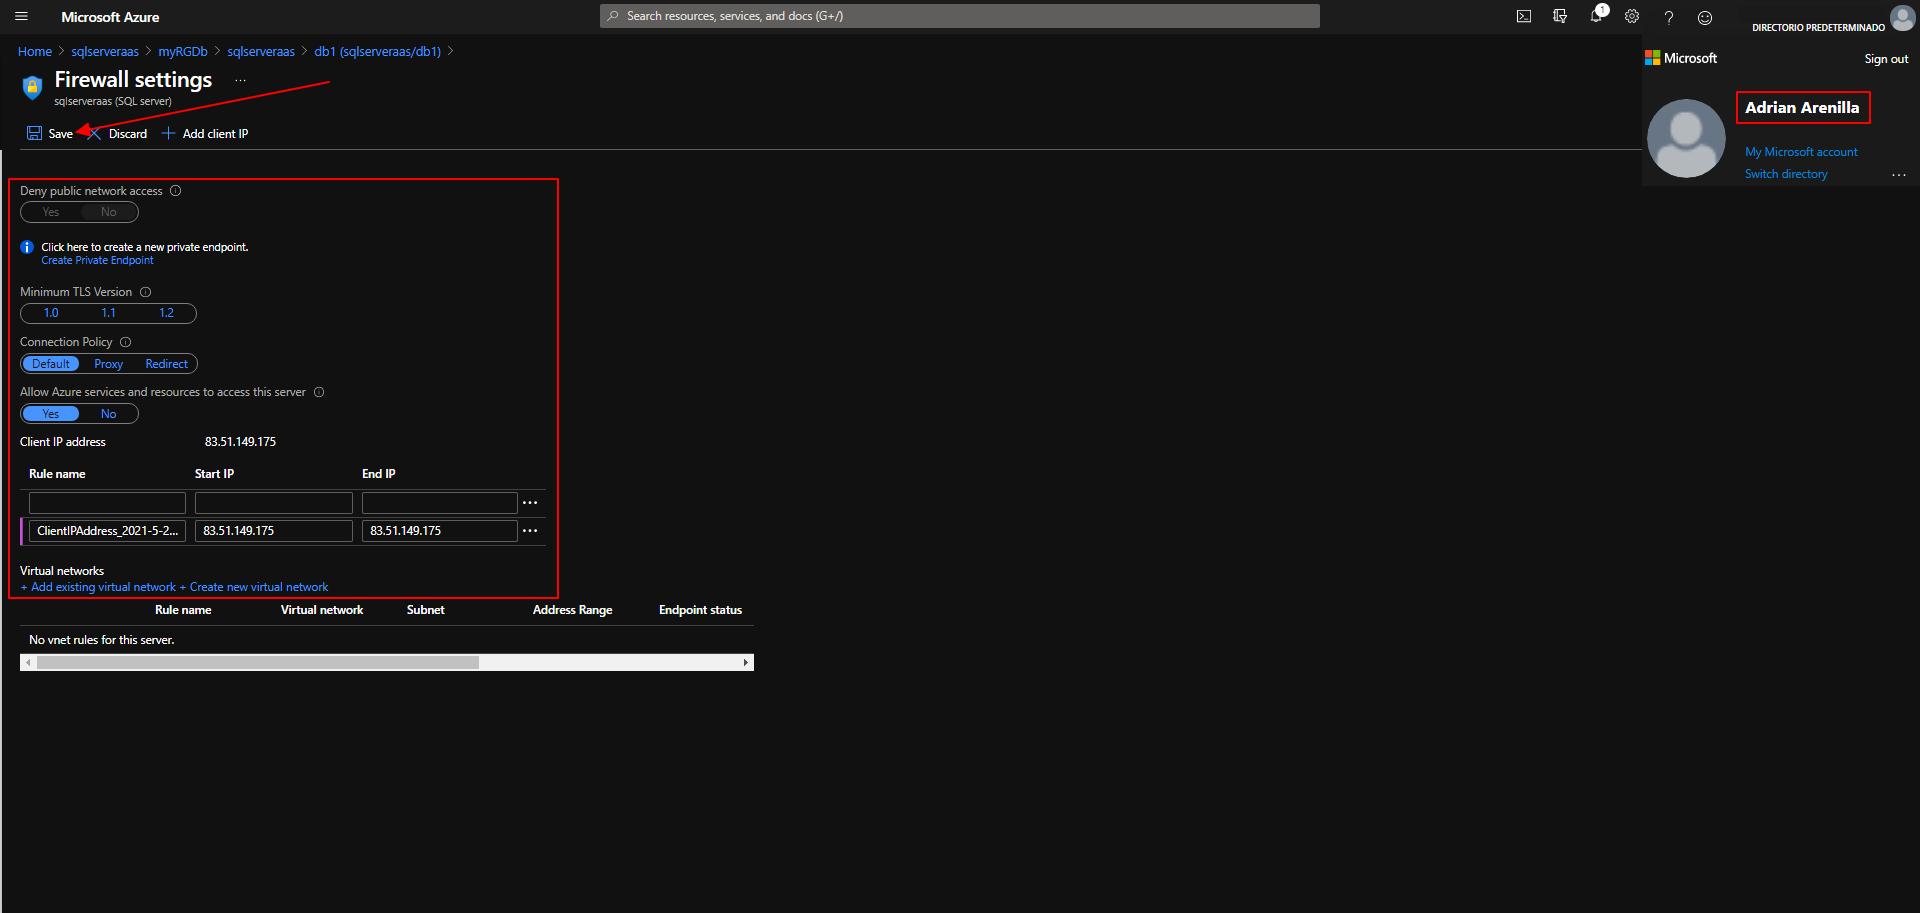 Microsoft Azure
Search resources, services, and docs (G+/)
1
DIRECTORIO PREDETERMINADO
Home > sqlserveraas > myRGDb > sqlserveraas > db1 (sqlserveraas/db1) >
Firewall settings ...
sqlserveraas (SQL server)
Microsoft
Sign out
Adrian Arenilla
My Microsoft account
Switch directory
...
Save Discard Add client IP
Deny public network access
Yes No
Click here to create a new private endpoint.
Create Private Endpoint
Minimum TLS Version
1.0 1.1 1.2
Connection Policy
Default Proxy Redirect
Allow Azure services and resources to access this server
Yes No
Client IP address 83.51.149.175
Rule name Start IP End IP
...
ClientIPAddress_2021-5-2... 83.51.149.175 83.51.149.175 ...
Virtual networks
+ Add existing virtual network + Create new virtual network
Rule name Virtual network Subnet Address Range Endpoint status
No vnet rules for this server.